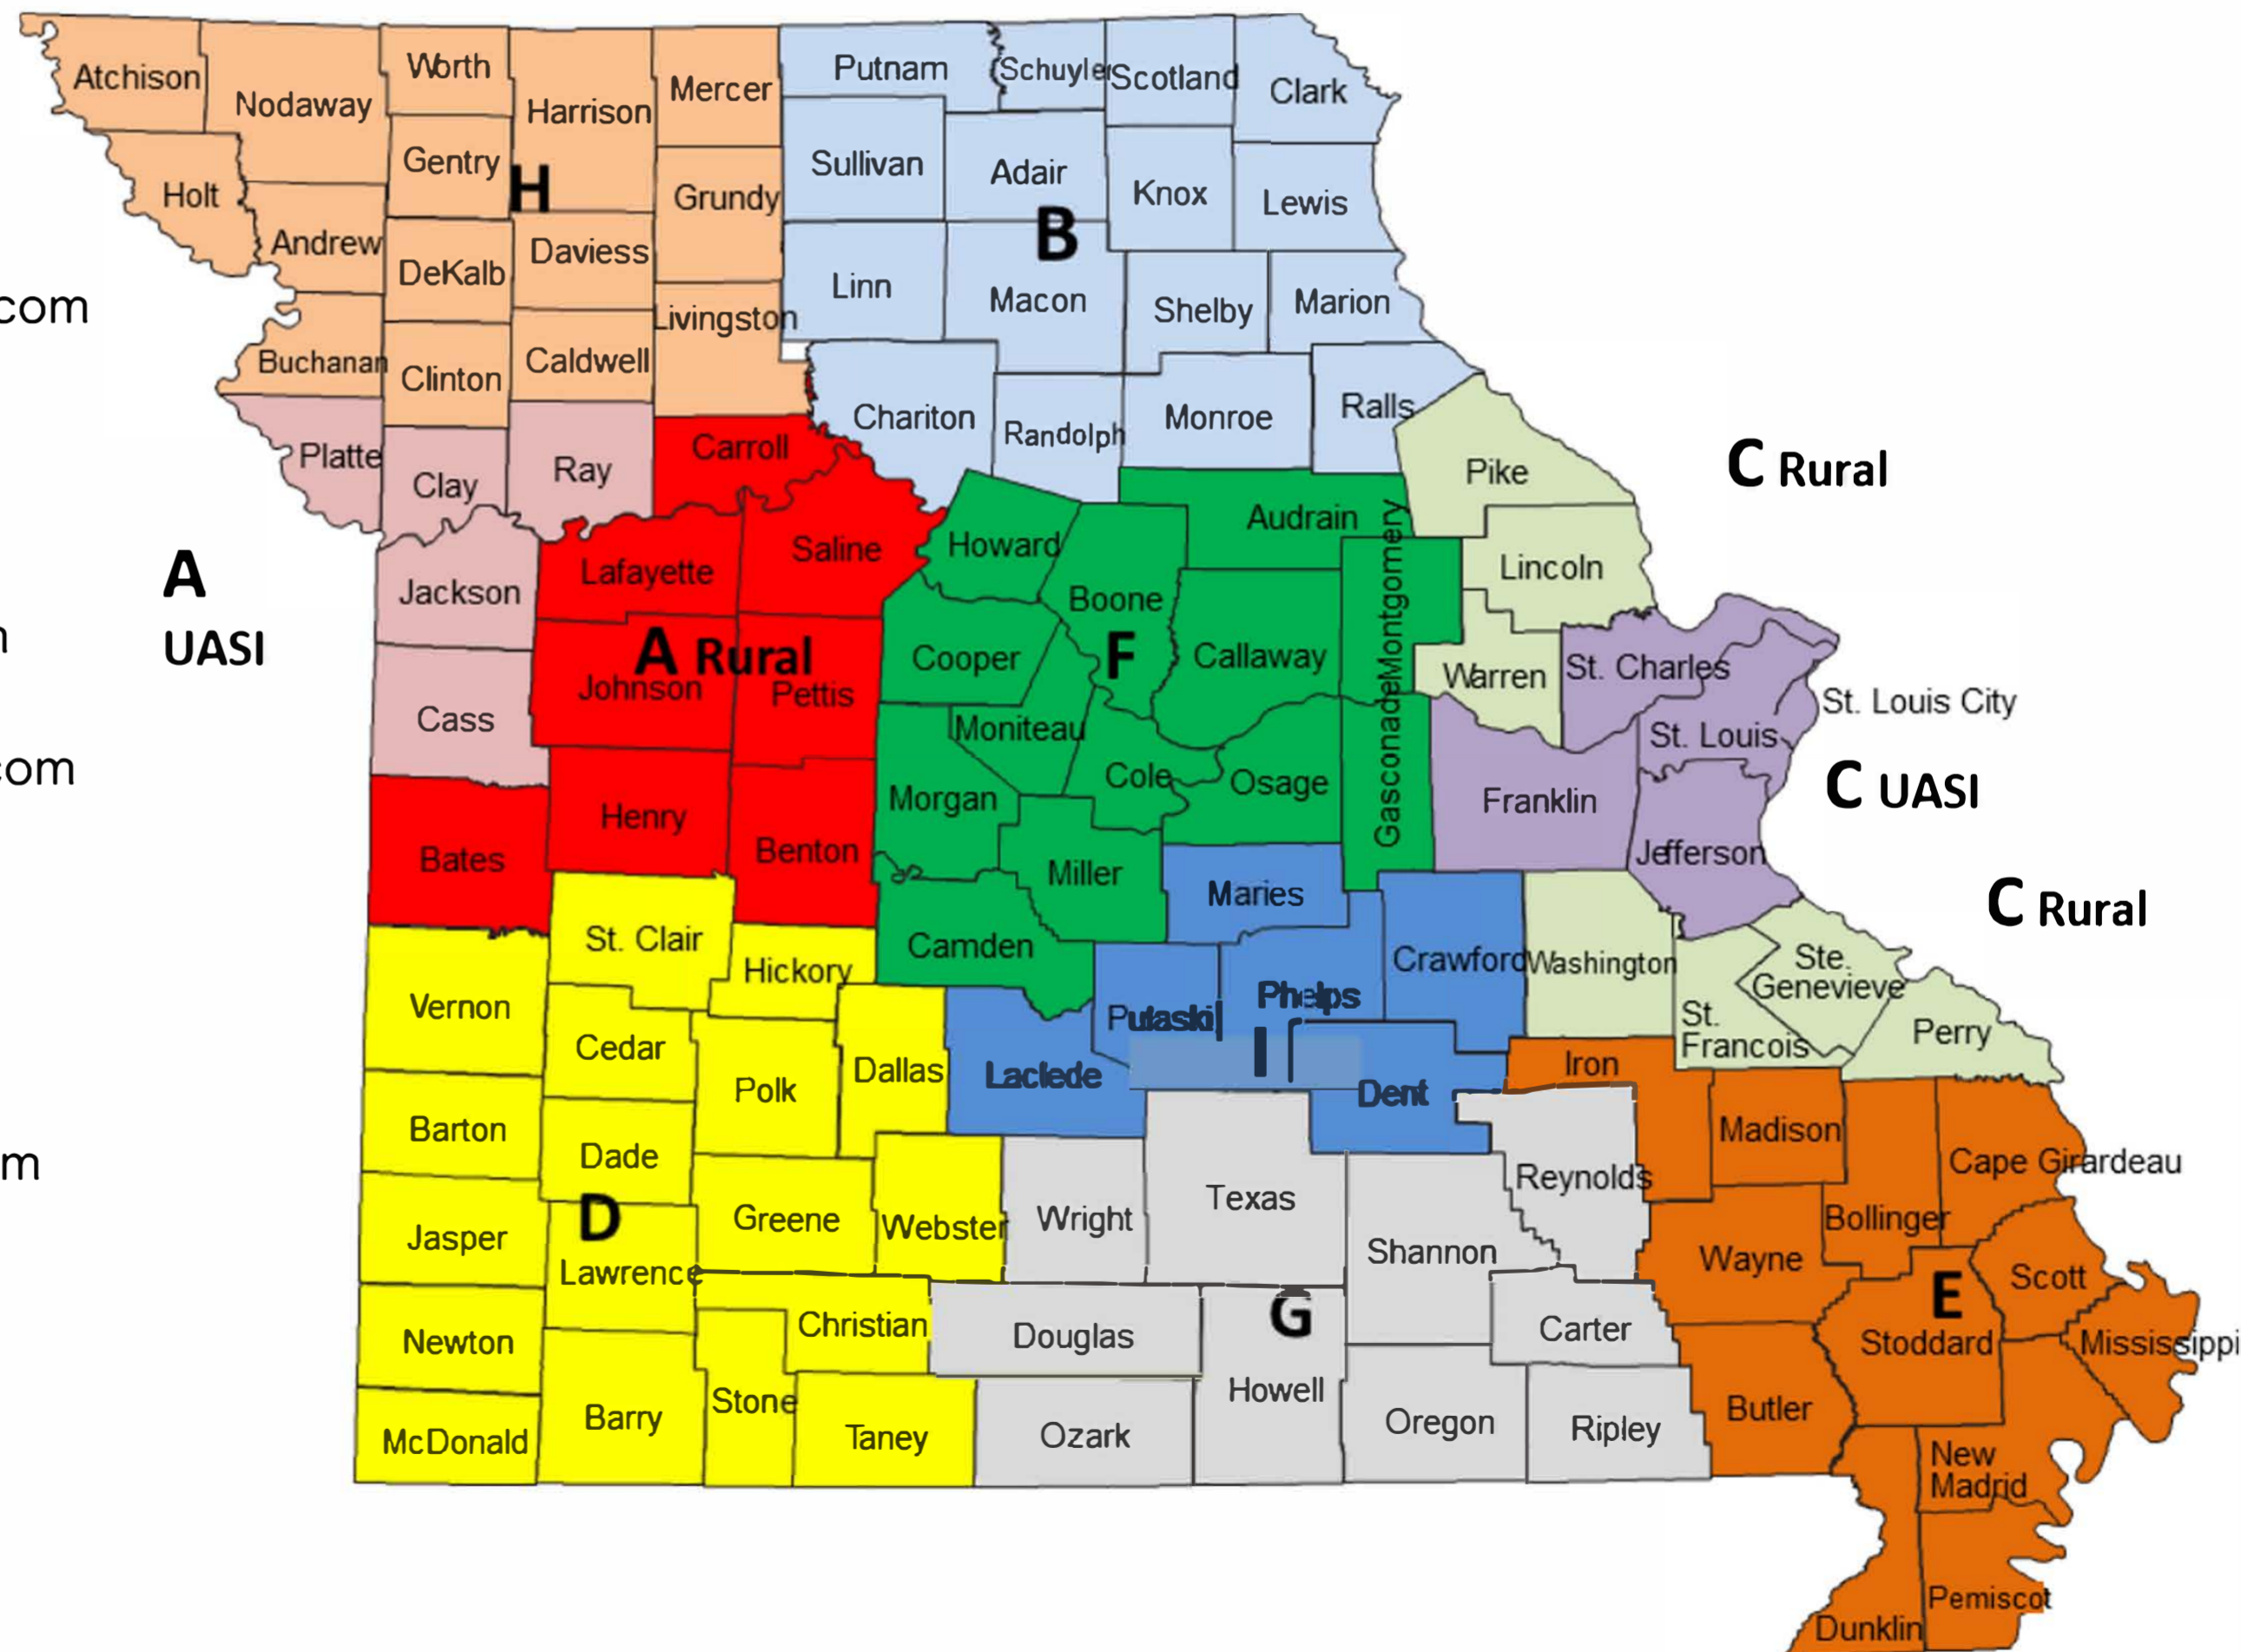 Atchison
Nodaway
Worth
Harrison
Mercer
Putnam
Schuyler
Scotland
Clark
Holt
Gentry
H
Grundy
Sullivan
Adair
Knox
Lewis
Andrew
DeKalb
Daviess
B
Linn
Macon
Shelby
Marion
com
Livingston
Buchanan
Clinton
Caldwell
Chariton
Randolph
Monroe
Ralls
Platte
Clay
Ray
Carroll
Pike
C Rural
Audrain
Howard
Saline
Lafayette
Jackson
A
UASI
Lincoln
Boone
Montgomery
Callaway
F
Cooper
A Rural
Johnson
Pettis
Warren
St. Charles
St. Louis City
Cass
Moniteau
St. Louis
om
Henry
Morgan
Cole
Osage
Gasconade
Franklin
C UASI
Bates
Benton
Miller
Maries
Jefferson
C Rural
St. Clair
Hickory
Camden
Crawford
Washington
Ste.
Genevieve
Vernon
Cedar
Polk
Dallas
Laclede
Pulaski
Phelps
I
Dent
Iron
St.
Francois
Perry
Barton
Dade
Madison
m
Cape Girardeau
Reynolds
Texas
Wright
Webster
Greene
D
Jasper
Lawrence
Bollinger
Wayne
Shannon
Scott
E
G
Newton
Christian
Douglas
Carter
Stoddard
Mississippi
McDonald
Barry
Stone
Taney
Ozark
Howell
Oregon
Ripley
Butler
New
Madrid
Pemiscot
Dunklin